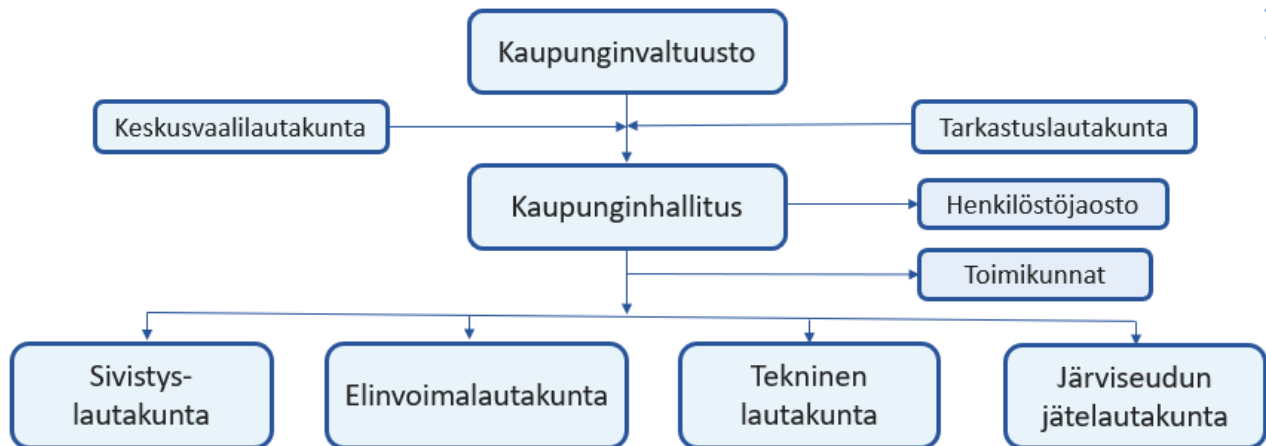 Kaupunginvaltuusto
Keskusvaalilautakunta
Tarkastuslautakunta
Kaupunginhallitus
Henkilöstöjaosto
Toimikunnat
Sivistys-
lautakunta
Elinvoimalautakunta
Tekninen
lautakunta
Järviseudun
jätelautakunta